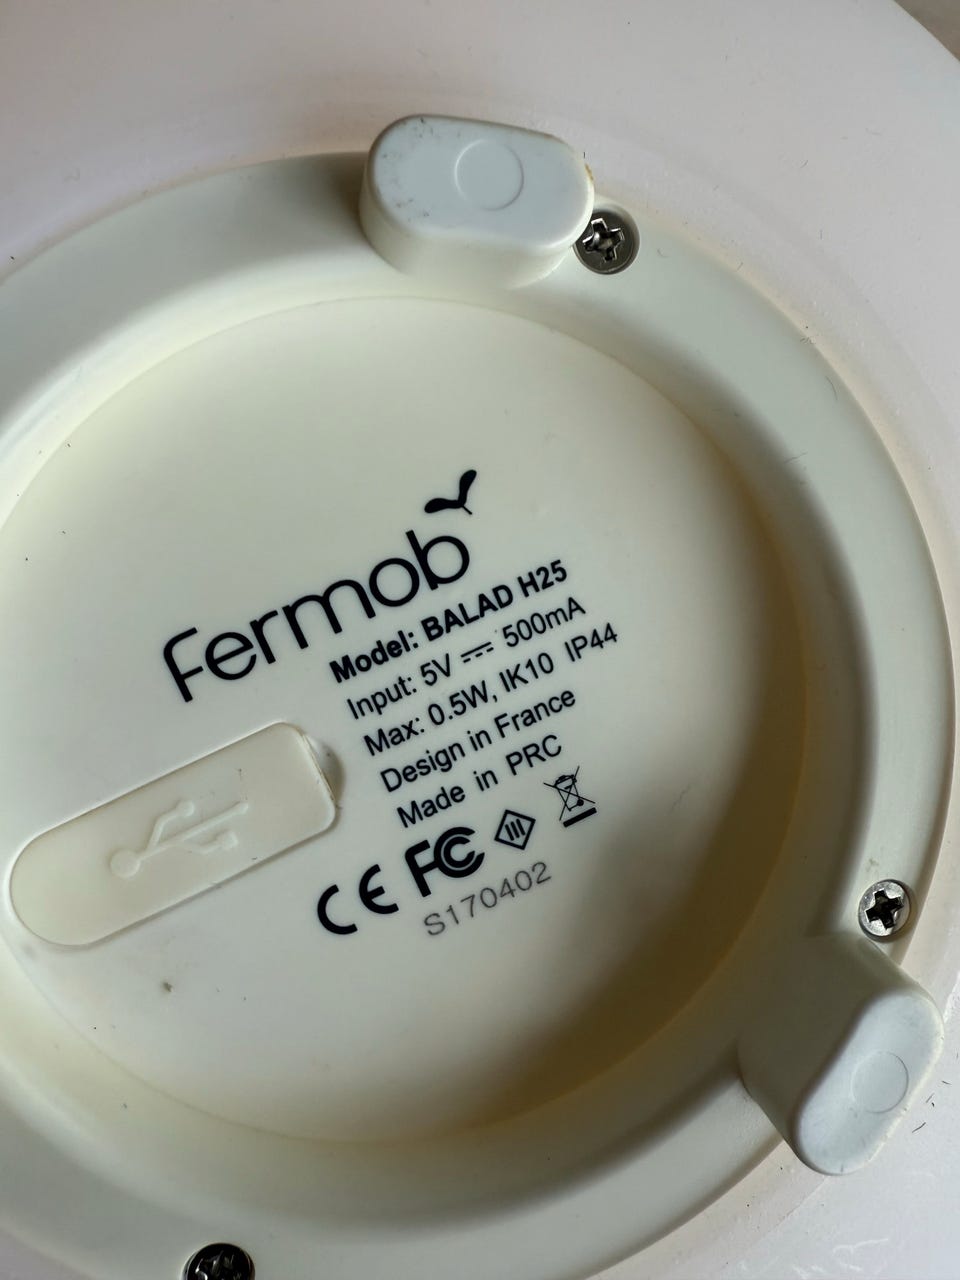 Fermob
Model: BALAD H25
Input: 5V ⎓ 500mA
Max: 0.5W, IK10 IP44
Design in France
Made in PRC
CE FC III
S170402